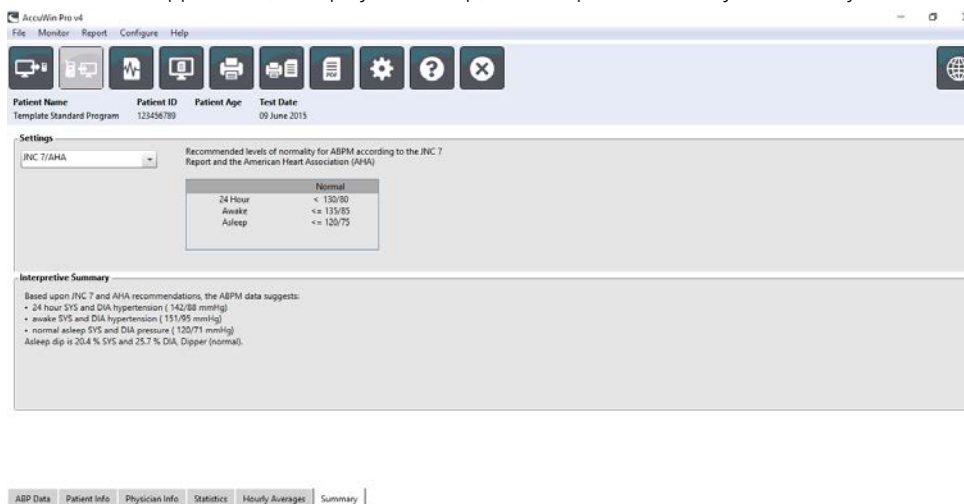 AccuWin Pro v4
File Monitor Report Configure Help
PDF
Patient Name Patient ID Patient Age Test Date
Template Standard Program 123456789 09 June 2015
Settings
JNC 7/AHA
Recommended levels of normality for ABPM according to the JNC 7
Report and the American Heart Association (AHA)
Normal
24 Hour < 130/80
Awake <= 135/85
Asleep <= 120/75
Interpretive Summary
Based upon JNC 7 and AHA recommendations, the ABPM data suggests:
• 24 hour SYS and DIA hypertension ( 142/88 mmHg)
• awake SYS and DIA hypertension ( 151/95 mmHg)
• normal asleep SYS and DIA pressure ( 120/71 mmHg)
Asleep dip is 20.4 % SYS and 25.7 % DIA, Dipper (normal).
ABP Data Patient Info Physician Info Statistics Hourly Averages Summary